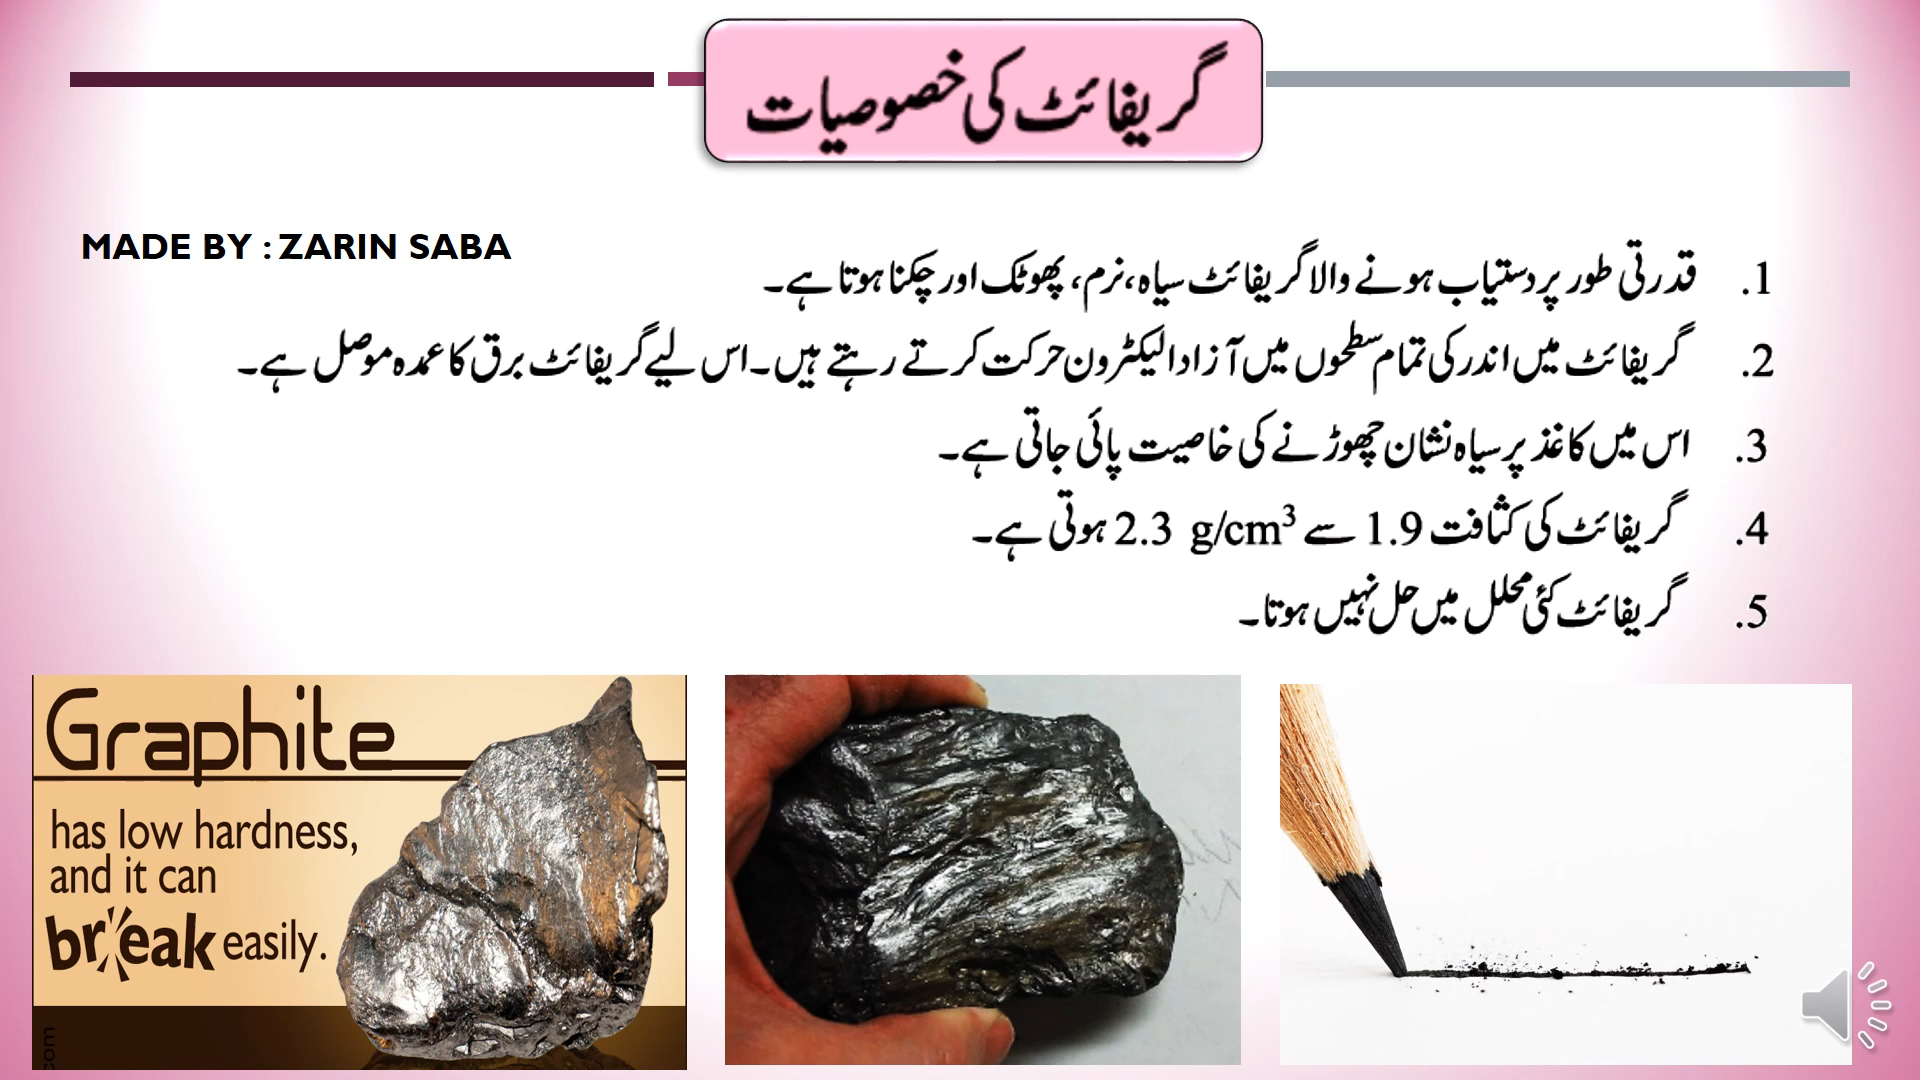 گریفائٹ کی خصوصیات
MADE BY : ZARIN SABA
1. قدرتی طور پر دستیاب ہونے والا گریفائٹ سیاہ، نرم، پھوٹک اور چکنا ہوتا ہے۔
2. گریفائٹ میں اندر کی تمام سطحوں میں آزاد الیکٹرون حرکت کرتے رہتے ہیں۔ اس لیے گریفائٹ برق کا عمدہ موصل ہے۔
3. اس میں کاغذ پر سیاہ نشان چھوڑنے کی خاصیت پائی جاتی ہے۔
4. گریفائٹ کی کثافت 1.9 سے 2.3 g/cm³ ہوتی ہے۔
5. گریفائٹ کئی محلل میں حل نہیں ہوتا۔
Graphite
has low hardness,
and it can
break easily.
com